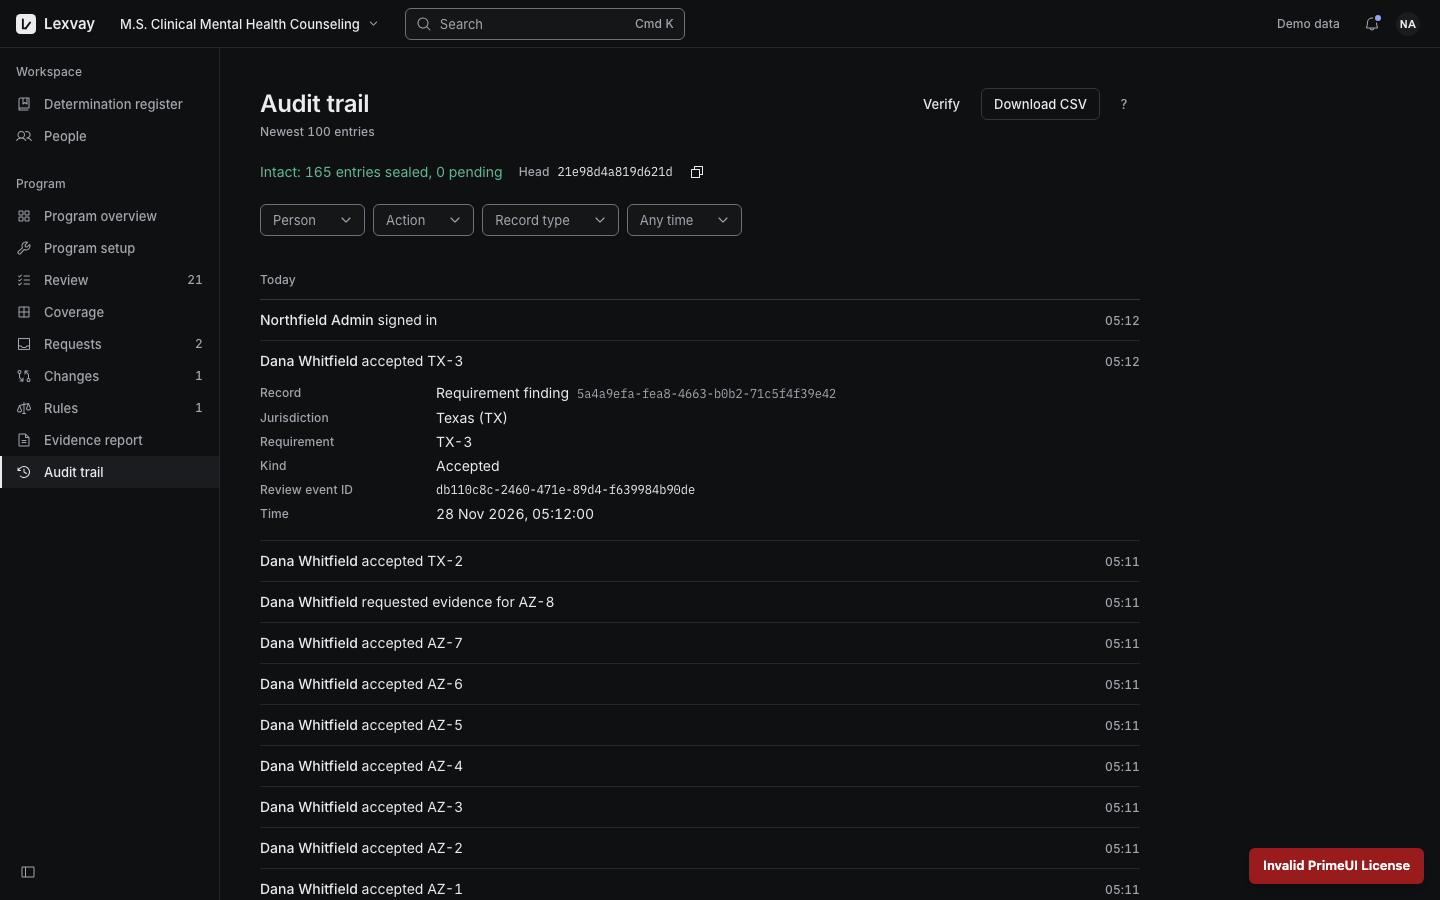 Lexvay
M.S. Clinical Mental Health Counseling
Search
Cmd K
Demo data
NA
Workspace
Determination register
People
Program
Program overview
Program setup
Review 21
Coverage
Requests 2
Changes 1
Rules 1
Evidence report
Audit trail
Audit trail
Newest 100 entries
Verify
Download CSV
?
Intact: 165 entries sealed, 0 pending
Head 21e98d4a819d621d
Person
Action
Record type
Any time
Today
Northfield Admin signed in 05:12
Dana Whitfield accepted TX-3 05:12
Record Requirement finding 5a4a9efa-fea8-4663-b0b2-71c5f4f39e42
Jurisdiction Texas (TX)
Requirement TX-3
Kind Accepted
Review event ID db110c8c-2460-471e-89d4-f639984b90de
Time 28 Nov 2026, 05:12:00
Dana Whitfield accepted TX-2 05:11
Dana Whitfield requested evidence for AZ-8 05:11
Dana Whitfield accepted AZ-7 05:11
Dana Whitfield accepted AZ-6 05:11
Dana Whitfield accepted AZ-5 05:11
Dana Whitfield accepted AZ-4 05:11
Dana Whitfield accepted AZ-3 05:11
Dana Whitfield accepted AZ-2 05:11
Dana Whitfield accepted AZ-1 05:11
Invalid PrimeUI License